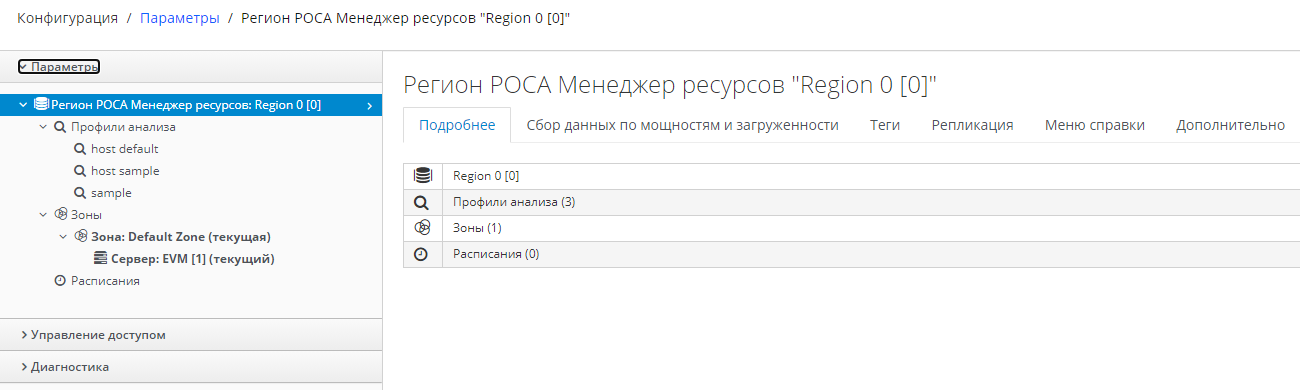 Конфигурация / Параметры / Регион РОСА Менеджер ресурсов "Region 0 [0]"
Параметры
Регион РОСА Менеджер ресурсов: Region 0 [0]
Профили анализа
host default
host sample
sample
Зоны
Зона: Default Zone (текущая)
Сервер: EVM [1] (текущий)
Расписания
Управление доступом
Диагностика
Регион РОСА Менеджер ресурсов "Region 0 [0]"
Подробнее Сбор данных по мощностям и загруженности Теги Репликация Меню справки Дополнительно
Region 0 [0]
Профили анализа (3)
Зоны (1)
Расписания (0)